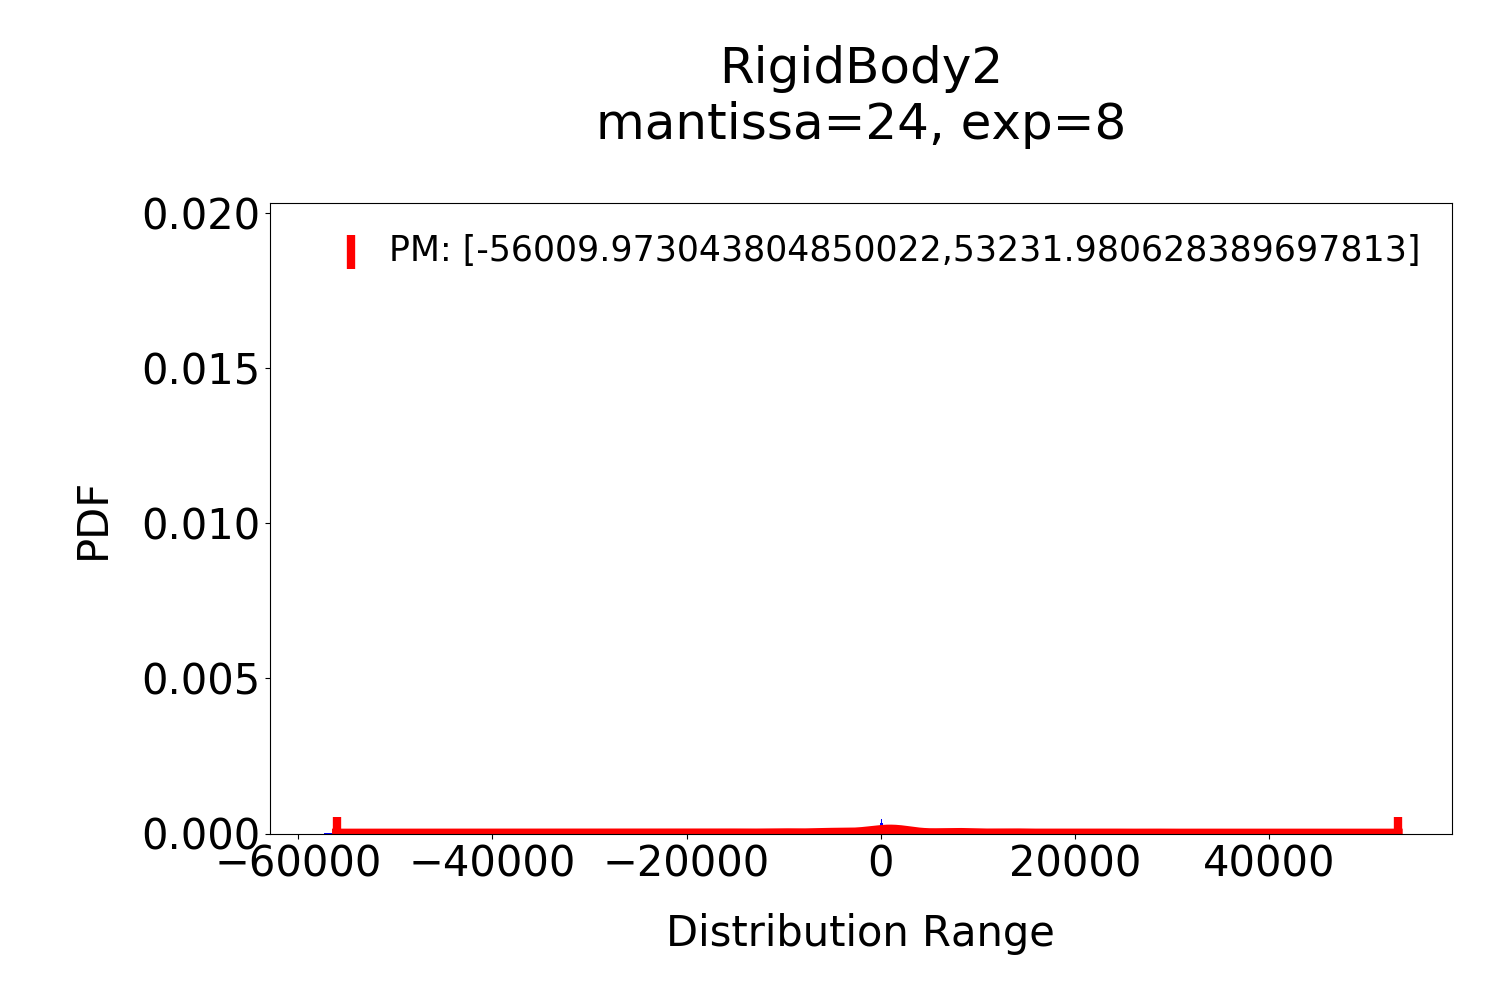 RigidBody2
mantissa=24, exp=8
0.020
PM: [-56009.973043804850022,53231.980628389697813]
0.015
0.010
0.005
0.000
PDF
−60000 −40000 −20000 0 20000 40000
Distribution Range